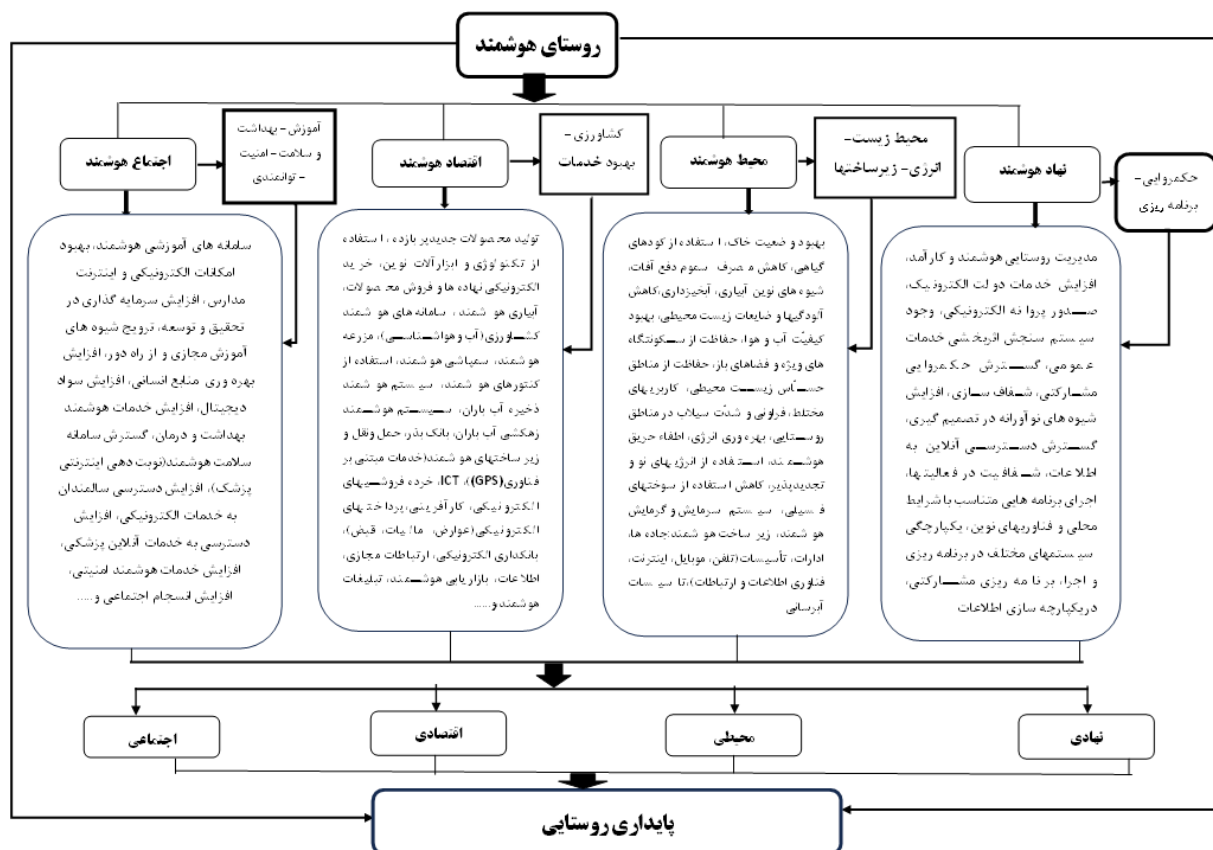 روستای هوشمند
نهاد هوشمند
حکمروایی-
برنامه ریزی
محیط هوشمند
محیط زیست-
انرژی- زیرساختها
اقتصاد هوشمند
کشاورزی-
بهبود خدمات
اجتماع هوشمند
آموزش- بهداشت
و سلامت- امنیت
- توانمندی
مدیریت روستایی هوشمند و کارآمد،
افزایش خدمات دولت الکترونیک،
صدور پروانه الکترونیکی، وجود
سیستم سنجش اثربخشی خدمات
عمومی، گسترش حکمروایی
مشارکتی، شفاف سازی، افزایش
شیوه های نوآورانه در تصمیم گیری،
گسترش دسترسی آنلاین به
اطلاعات، شفافیت در فعالیتها،
اجرای برنامه هایی متناسب با شرایط
محلی و فناوریهای نوین، یکپارچگی
سیستمهای مختلف در برنامه ریزی
و اجرا، برنامه ریزی مشارکتی،
دریکپارچه سازی اطلاعات
بهبود وضعیت خاک، استفاده از کودهای
گیاهی، کاهش مصرف سموم دفع آفات،
شیوه های نوین آبیاری، آبخیزداری،کاهش
آلودگیها و ضایعات زیست محیطی، بهبود
کیفیّت آب و هوا، حفاظت از سکونتگاه
های ویژه و فضاهای باز، حفاظت از مناطق
حسّاس زیست محیطی، کاربریهای
مختلط، فراوانی و شدّت سیلاب در مناطق
روستایی، بهره وری انرژی، اطفاء حریق
هوشمند، استفاده از انرژیهای نو و
تجدیدپذیر، کاهش استفاده از سوختهای
فسیلی، سیستم سرمایش و گرمایش
هوشمند، زیر ساخت هوشمند:جاده ها،
ادارات، تأسیسات(تلفن، موبایل، اینترنت،
فناوری اطلاعات و ارتباطات)،تاسیسات
آبرسانی
تولید محصولات جدیدپر بازده، استفاده
از تکنولوژی و ابزارآلات نوین، خرید
الکترونیکی نهاده ها و فروش محصولات،
آبیاری هوشمند، سامانه های هوشمند
کشاورزی(آب و هواشناسی)، مزرعه
هوشمند، سمپاشی هوشمند، استفاده از
کنتورهای هوشمند، سیستم هوشمند
ذخیره آب باران، سیستم هوشمند
زهکشی آب باران، بانک بذر، حمل ونقل و
زیر ساختهای هوشمند(خدمات مبتنی بر
فناوری(GPS))، ICT، خرده فروشیهای
الکترونیکی، کارآفرینی،پرداختهای
الکترونیکی(عوارض، مالیات، قبض)،
بانکداری الکترونیکی، ارتباطات مجازی،
اطلاعات، بازاریابی هوشمند، تبلیغات
هوشمند و.....
سامانه های آموزشی هوشمند، بهبود
امکانات الکترونیکی و اینترنت
مدارس، افزایش سرمایه گذاری در
تحقیق و توسعه، ترویج شیوه های
آموزش مجازی و از راه دور، افزایش
بهره وری منابع انسانی، افزایش سواد
دیجیتال، افزایش خدمات هوشمند
بهداشت و درمان، گسترش سامانه
سلامت هوشمند(نوبت دهی اینترنتی
پزشک)، افزایش دسترسی سالمندان
به خدمات الکترونیکی، افزایش
دسترسی به خدمات آنلاین پزشکی،
افزایش خدمات هوشمند امنیتی،
افزایش انسجام اجتماعی و.....
نهادی
محیطی
اقتصادی
اجتماعی
پایداری روستایی